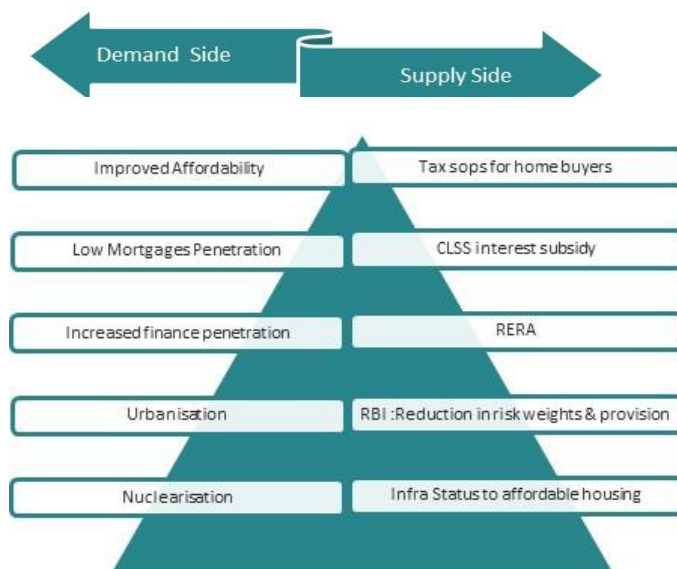 Demand Side
Supply Side
Improved Affordability
Tax sops for home buyers
Low Mortgages Penetration
CLSS interest subsidy
Increased finance penetration
RERA
Urbanisation
RBI :Reduction in risk weights & provision
Nuclearisation
Infra Status to affordable housing